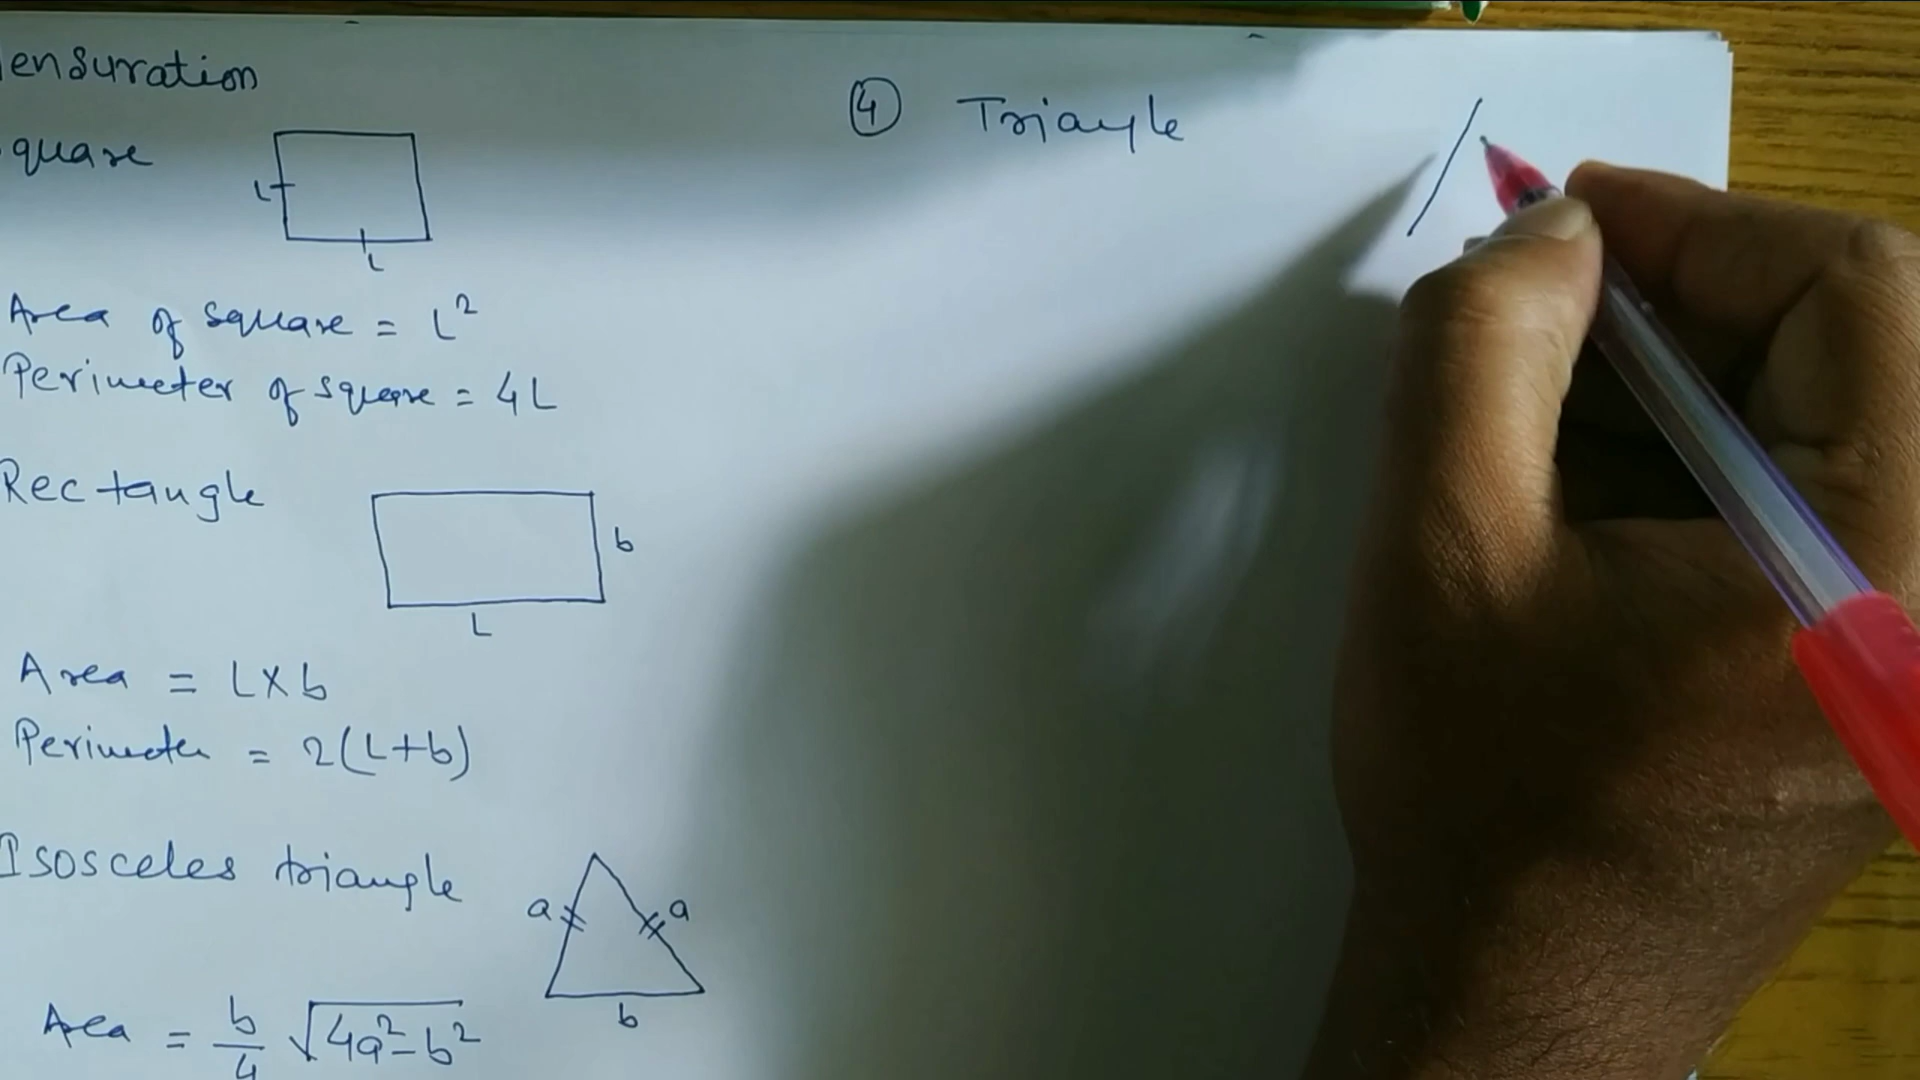 ensuration
quare
L
L
Area of square = L²
Perimeter of square = 4L
Rectangle
b
L
Area = L×b
Perimeter = 2(L+b)
Isosceles triangle
a
a
b
Area = b/4 √4a²-b²
④ Triangle